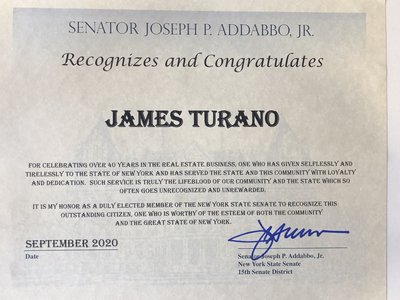 SENATOR JOSEPH P. ADDABBO, JR.
Recognizes and Congratulates
JAMES TURANO
FOR CELEBRATING OVER 40 YEARS IN THE REAL ESTATE BUSINESS, ONE WHO HAS GIVEN SELFLESSLY AND
TIRELESSLY TO THE STATE OF NEW YORK AND HAS SERVED THE STATE AND THIS COMMUNITY WITH LOYALTY
AND DEDICATION. SUCH SERVICE IS TRULY THE LIFEBLOOD OF OUR COMMUNITY AND THE STATE WHICH SO
OFTEN GOES UNRECOGNIZED AND UNREWARDED.
IT IS MY HONOR AS A DULY ELECTED MEMBER OF THE NEW YORK STATE SENATE TO RECOGNIZE THIS
OUTSTANDING CITIZEN, ONE WHO IS WORTHY OF THE ESTEEM OF BOTH THE COMMUNITY
AND THE GREAT STATE OF NEW YORK.
SEPTEMBER 2020
Date
Senator Joseph P. Addabbo, Jr.
New York State Senate
15th Senate District